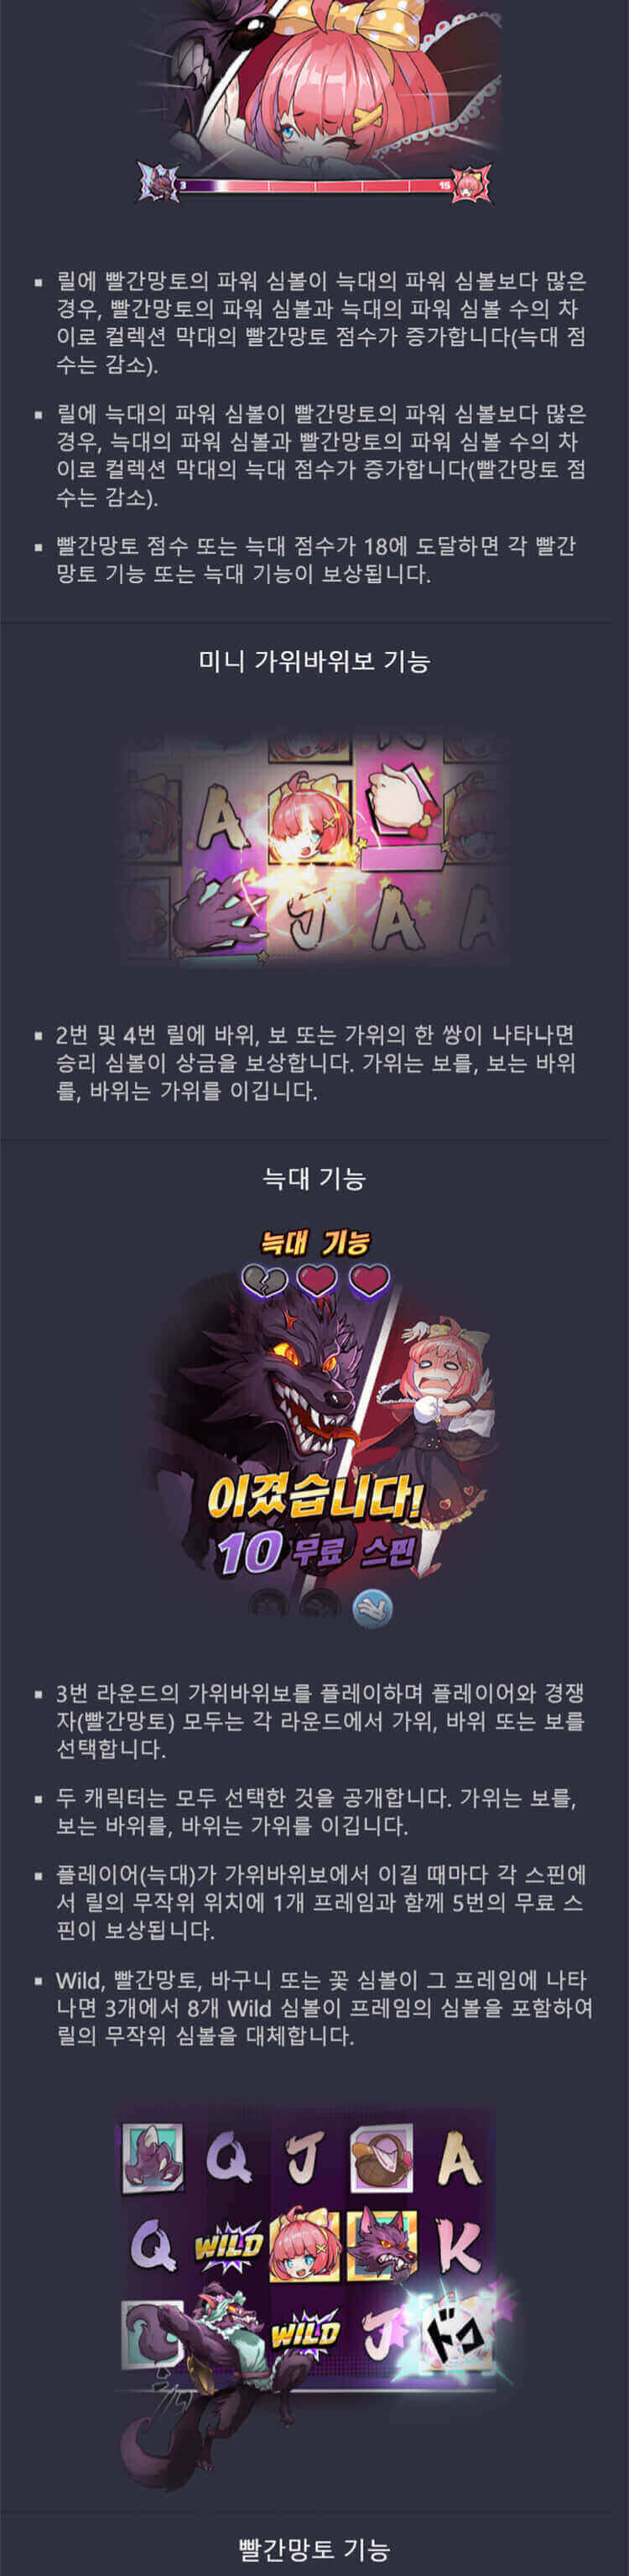 3
15
릴에 빨간망토의 파워 심볼이 늑대의 파워 심볼보다 많은
경우, 빨간망토의 파워 심볼과 늑대의 파워 심볼 수의 차
이로 컬렉션 막대의 빨간망토 점수가 증가합니다(늑대 점
수는 감소).
릴에 늑대의 파워 심볼이 빨간망토의 파워 심볼보다 많은
경우, 늑대의 파워 심볼과 빨간망토의 파워 심볼 수의 차
이로 컬렉션 막대의 늑대 점수가 증가합니다(빨간망토 점
수는 감소).
빨간망토 점수 또는 늑대 점수가 18에 도달하면 각 빨간
망토 기능 또는 늑대 기능이 보상됩니다.
미니 가위바위보 기능
A
J A A
2번 및 4번 릴에 바위, 보 또는 가위의 한 쌍이 나타나면
승리 심볼이 상금을 보상합니다. 가위는 보를, 보는 바위
를, 바위는 가위를 이깁니다.
늑대 기능
늑대 기능
이겼습니다!
10 무료 스핀
3번 라운드의 가위바위보를 플레이하며 플레이어와 경쟁
자(빨간망토) 모두는 각 라운드에서 가위, 바위 또는 보를
선택합니다.
두 캐릭터는 모두 선택한 것을 공개합니다. 가위는 보를,
보는 바위를, 바위는 가위를 이깁니다.
플레이어(늑대)가 가위바위보에서 이길 때마다 각 스핀에
서 릴의 무작위 위치에 1개 프레임과 함께 5번의 무료 스
핀이 보상됩니다.
Wild, 빨간망토, 바구니 또는 꽃 심볼이 그 프레임에 나타
나면 3개에서 8개 Wild 심볼이 프레임의 심볼을 포함하여
릴의 무작위 심볼을 대체합니다.
Q J A
Q WILD K
WILD J ドコ
빨간망토 기능